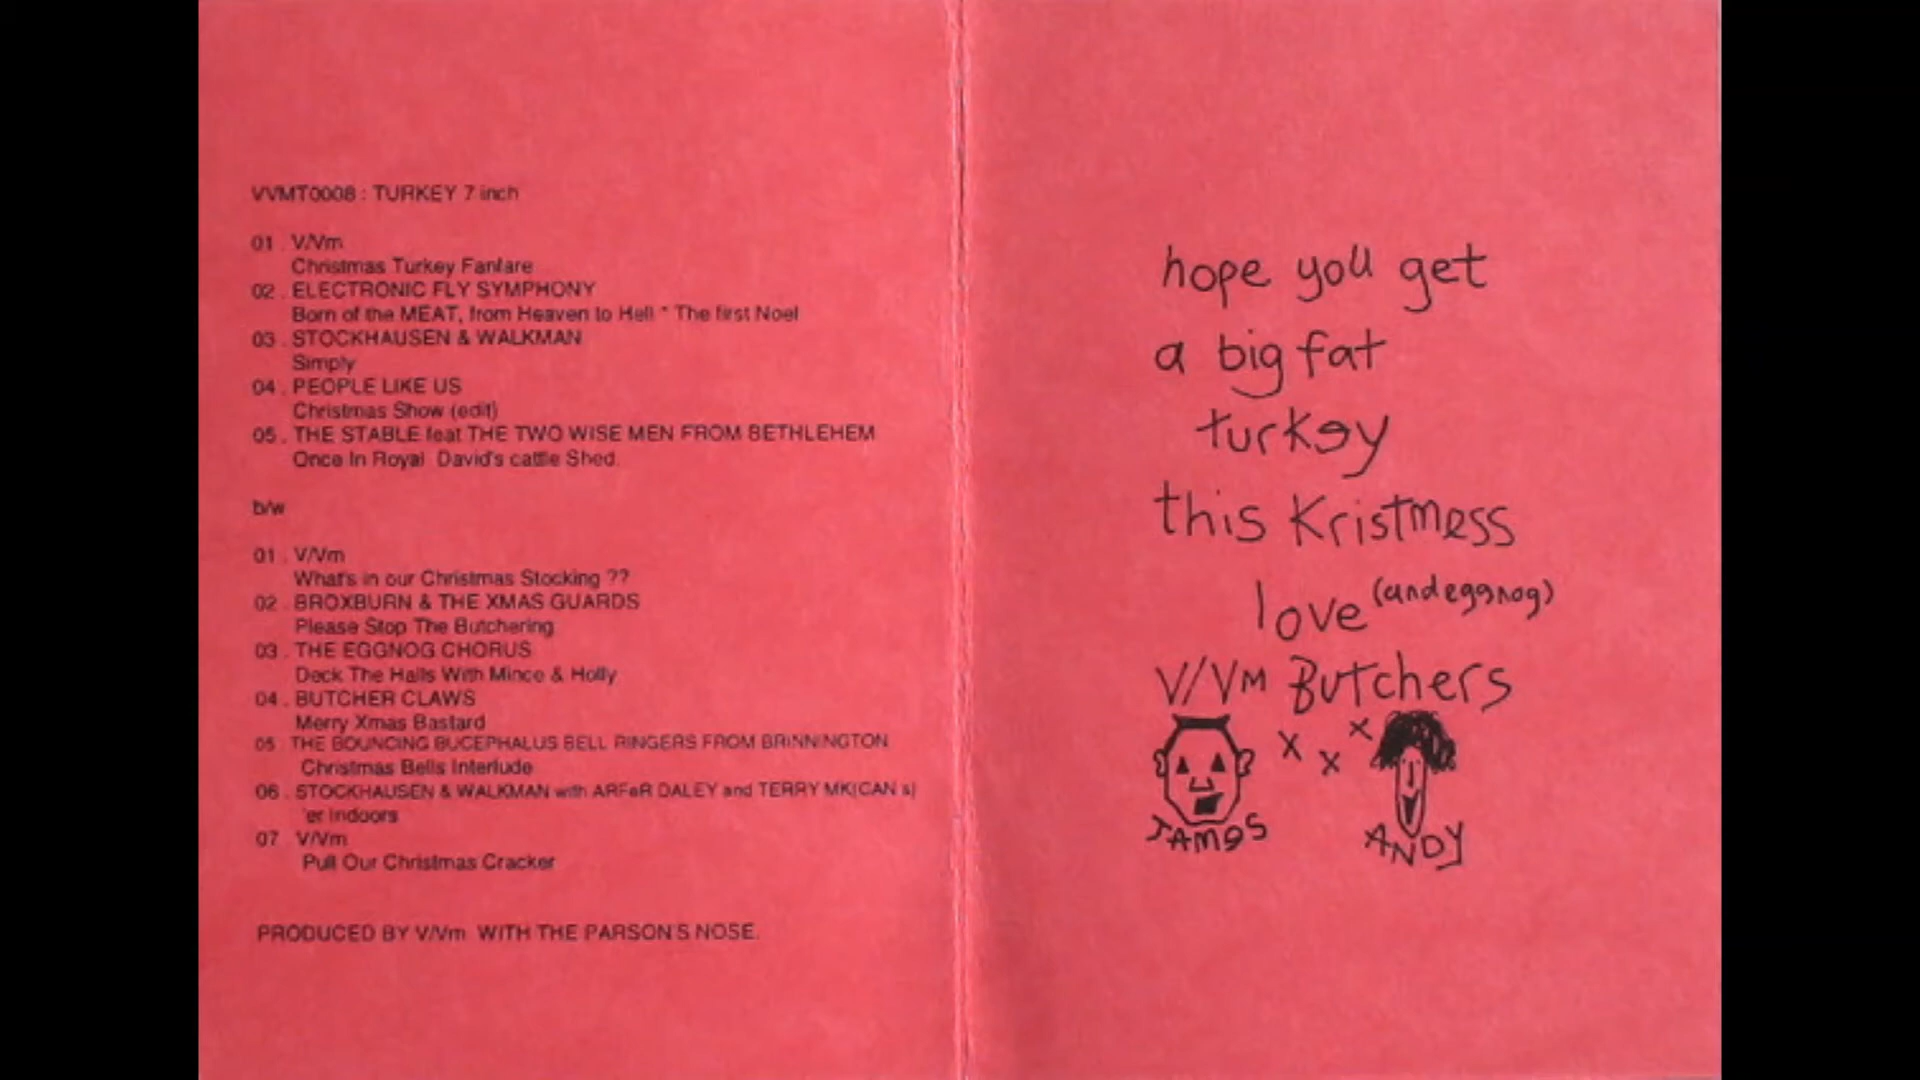 VVMT0008 : TURKEY 7 inch
01 . V/Vm
Christmas Turkey Fanfare
02 . ELECTRONIC FLY SYMPHONY
Born of the MEAT, from Heaven to Hell * The first Noel
03 . STOCKHAUSEN & WALKMAN
Simply
04 . PEOPLE LIKE US
Christmas Show (edit)
05 . THE STABLE feat THE TWO WISE MEN FROM BETHLEHEM
Once In Royal David's cattle Shed.
b/w
01 . V/Vm
What's in our Christmas Stocking ??
02 . BROXBURN & THE XMAS GUARDS
Please Stop The Butchering
03 . THE EGGNOG CHORUS
Deck The Halls With Mince & Holly
04 . BUTCHER CLAWS
Merry Xmas Bastard
05 THE BOUNCING BUCEPHALUS BELL RINGERS FROM BRINNINGTON
Christmas Bells Interlude
06 . STOCKHAUSEN & WALKMAN with ARFeR DALEY and TERRY MK(CAN s)
'er Indoors
07 V/Vm
Pull Our Christmas Cracker
PRODUCED BY V/Vm WITH THE PARSON'S NOSE.
hope you get
a big fat
turkey
this Kristmess
love (and eggnog)
V/VM Butchers
x x x
JAMes
ANDY